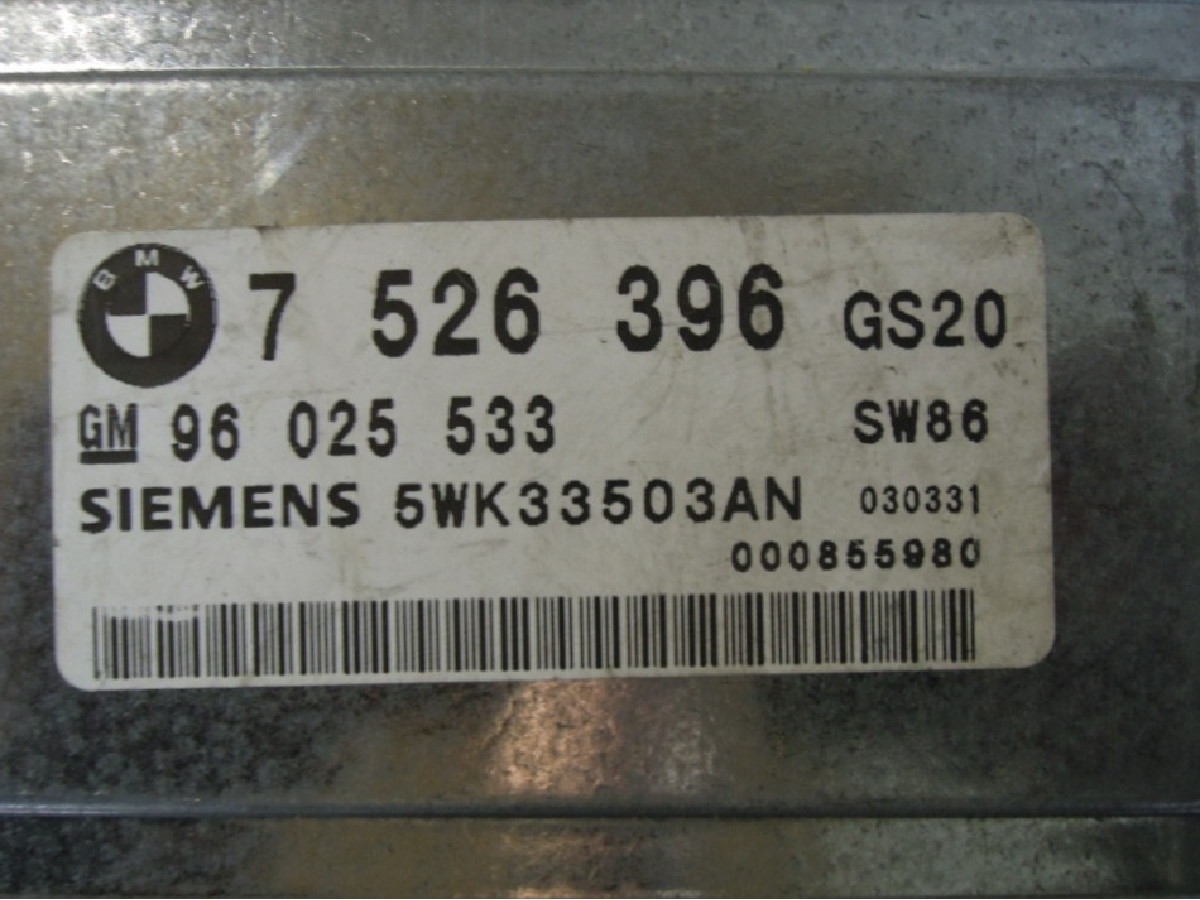 BMW 7 526 396 GS20
GM 96 025 533 SW86
SIEMENS 5WK33503AN 030331
000855980